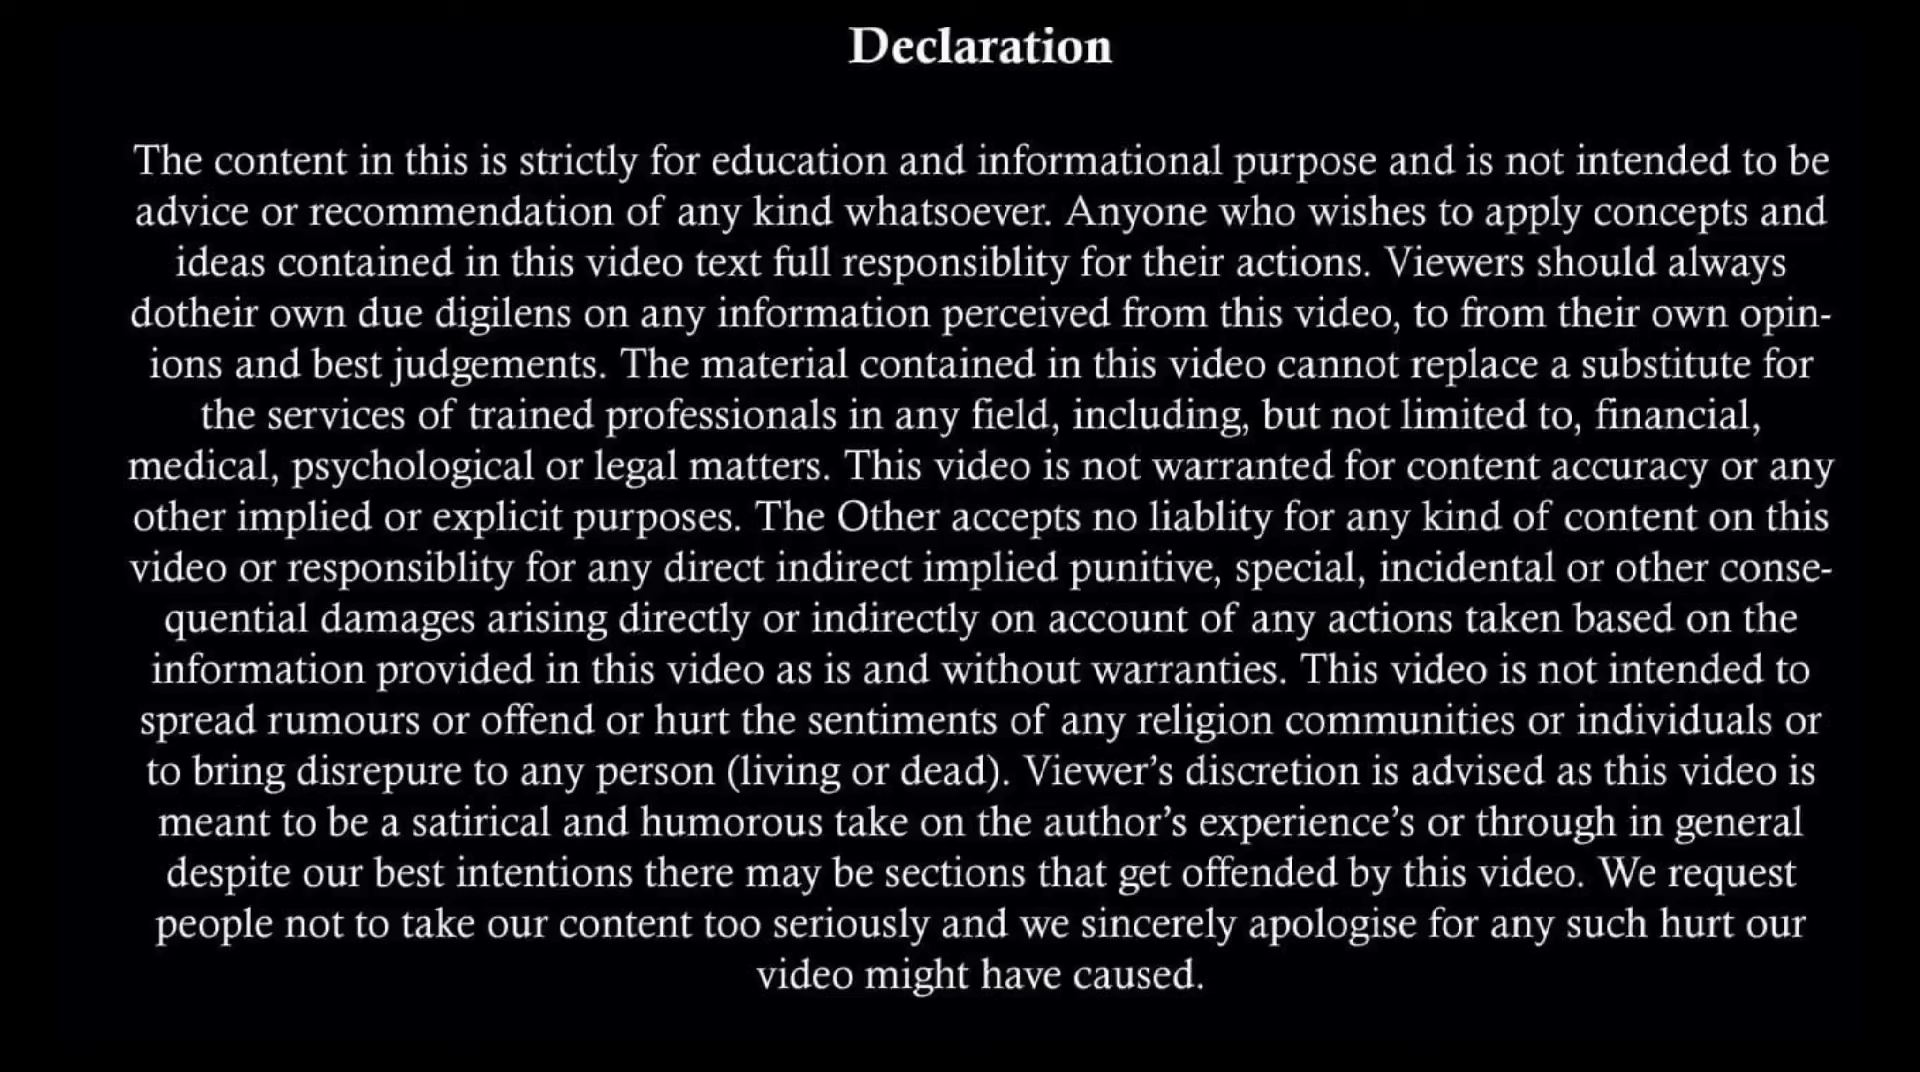 Declaration
The content in this is strictly for education and informational purpose and is not intended to be
advice or recommendation of any kind whatsoever. Anyone who wishes to apply concepts and
ideas contained in this video text full responsiblity for their actions. Viewers should always
dotheir own due digilens on any information perceived from this video, to from their own opin-
ions and best judgements. The material contained in this video cannot replace a substitute for
the services of trained professionals in any field, including, but not limited to, financial,
medical, psychological or legal matters. This video is not warranted for content accuracy or any
other implied or explicit purposes. The Other accepts no liablity for any kind of content on this
video or responsiblity for any direct indirect implied punitive, special, incidental or other conse-
quential damages arising directly or indirectly on account of any actions taken based on the
information provided in this video as is and without warranties. This video is not intended to
spread rumours or offend or hurt the sentiments of any religion communities or individuals or
to bring disrepure to any person (living or dead). Viewer’s discretion is advised as this video is
meant to be a satirical and humorous take on the author’s experience’s or through in general
despite our best intentions there may be sections that get offended by this video. We request
people not to take our content too seriously and we sincerely apologise for any such hurt our
video might have caused.